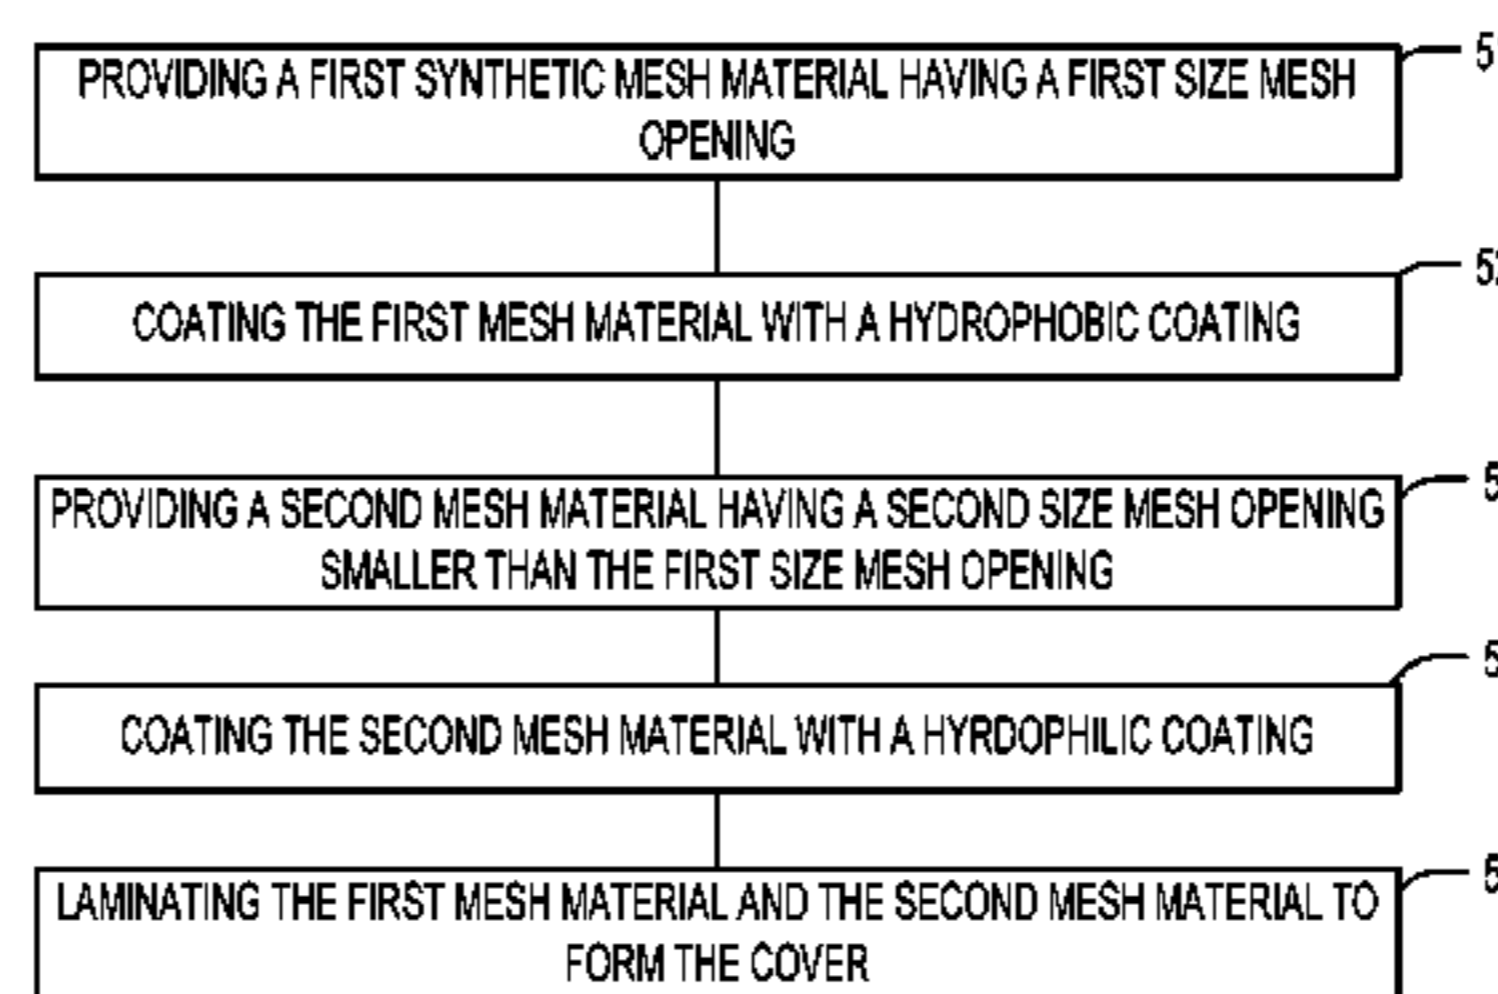 PROVIDING A FIRST SYNTHETIC MESH MATERIAL HAVING A FIRST SIZE MESH
OPENING
COATING THE FIRST MESH MATERIAL WITH A HYDROPHOBIC COATING
PROVIDING A SECOND MESH MATERIAL HAVING A SECOND SIZE MESH OPENING
SMALLER THAN THE FIRST SIZE MESH OPENING
COATING THE SECOND MESH MATERIAL WITH A HYRDOPHILIC COATING
LAMINATING THE FIRST MESH MATERIAL AND THE SECOND MESH MATERIAL TO
FORM THE COVER